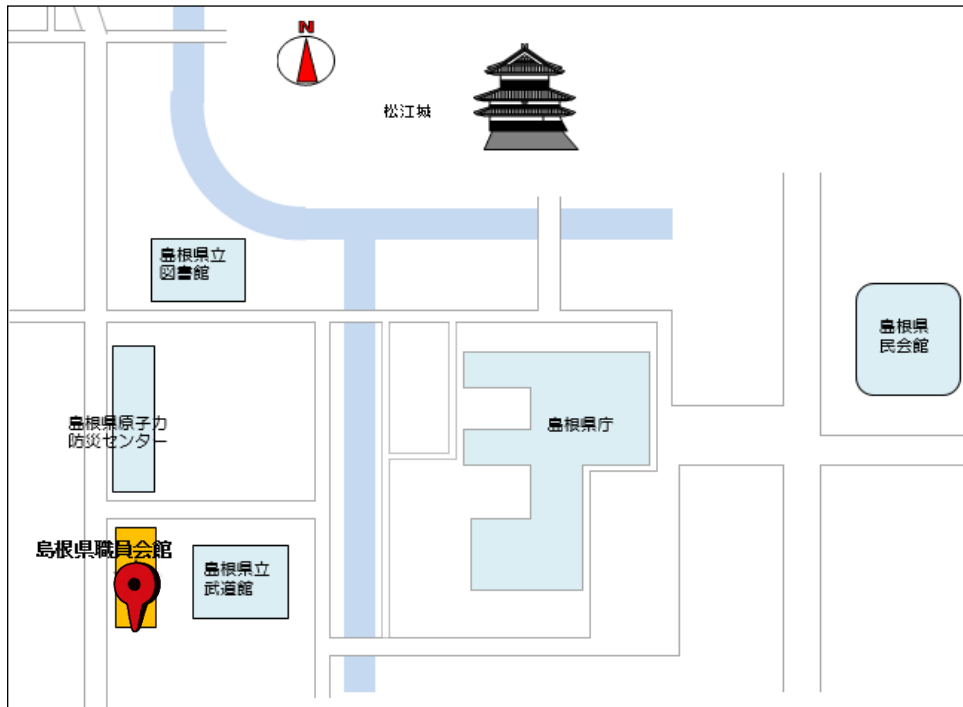 N
松江城
島根県立
図書館
島根県
民会館
島根県原子力
防災センター
島根県庁
島根県職員会館
島根県立
武道館